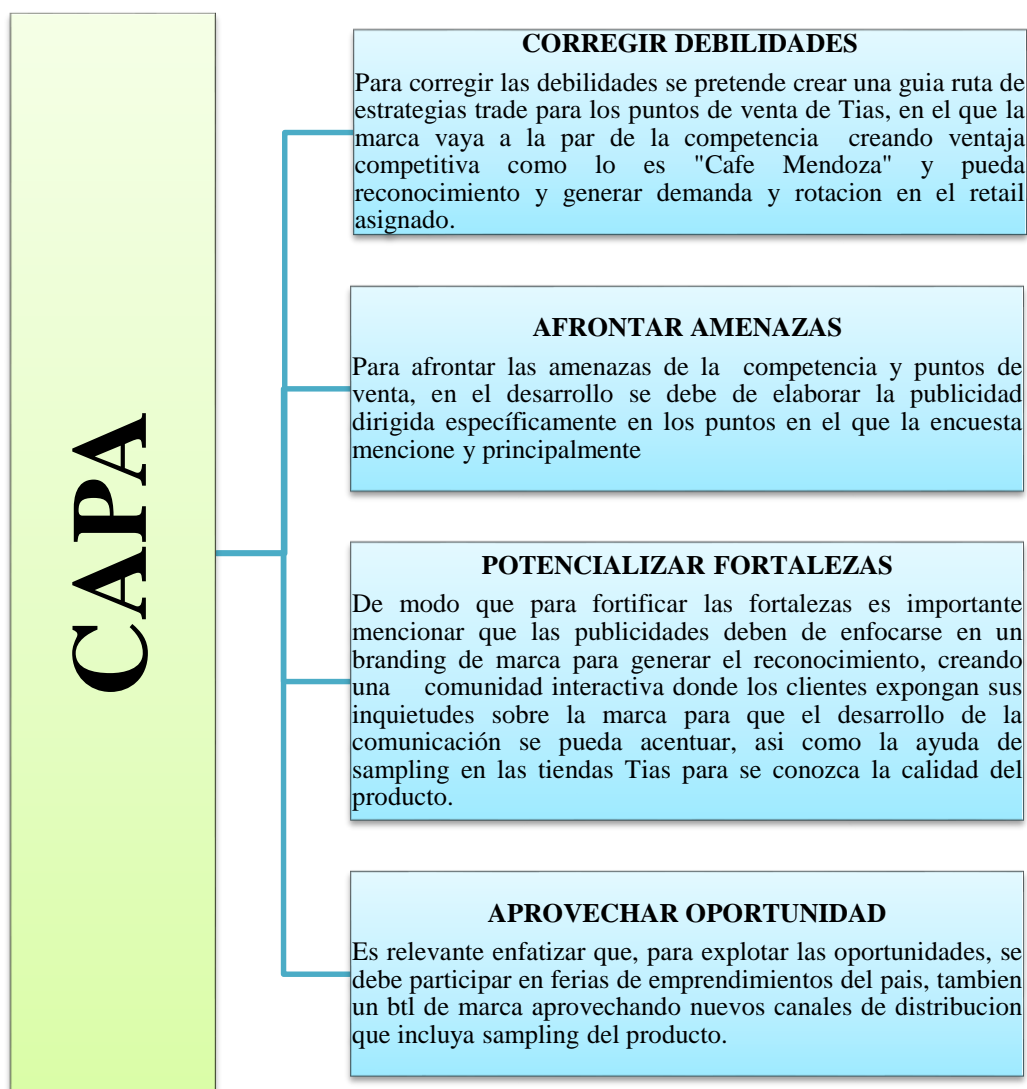 CAPA
CORREGIR DEBILIDADES
Para corregir las debilidades se pretende crear una guia ruta de
estrategias trade para los puntos de venta de Tias, en el que la
marca vaya a la par de la competencia creando ventaja
competitiva como lo es "Cafe Mendoza" y pueda
reconocimiento y generar demanda y rotacion en el retail
asignado.
AFRONTAR AMENAZAS
Para afrontar las amenazas de la competencia y puntos de
venta, en el desarrollo se debe de elaborar la publicidad
dirigida específicamente en los puntos en el que la encuesta
mencione y principalmente
POTENCIALIZAR FORTALEZAS
De modo que para fortificar las fortalezas es importante
mencionar que las publicidades deben de enfocarse en un
branding de marca para generar el reconocimiento, creando
una comunidad interactiva donde los clientes expongan sus
inquietudes sobre la marca para que el desarrollo de la
comunicación se pueda acentuar, asi como la ayuda de
sampling en las tiendas Tias para se conozca la calidad del
producto.
APROVECHAR OPORTUNIDAD
Es relevante enfatizar que, para explotar las oportunidades, se
debe participar en ferias de emprendimientos del pais, tambien
un btl de marca aprovechando nuevos canales de distribucion
que incluya sampling del producto.